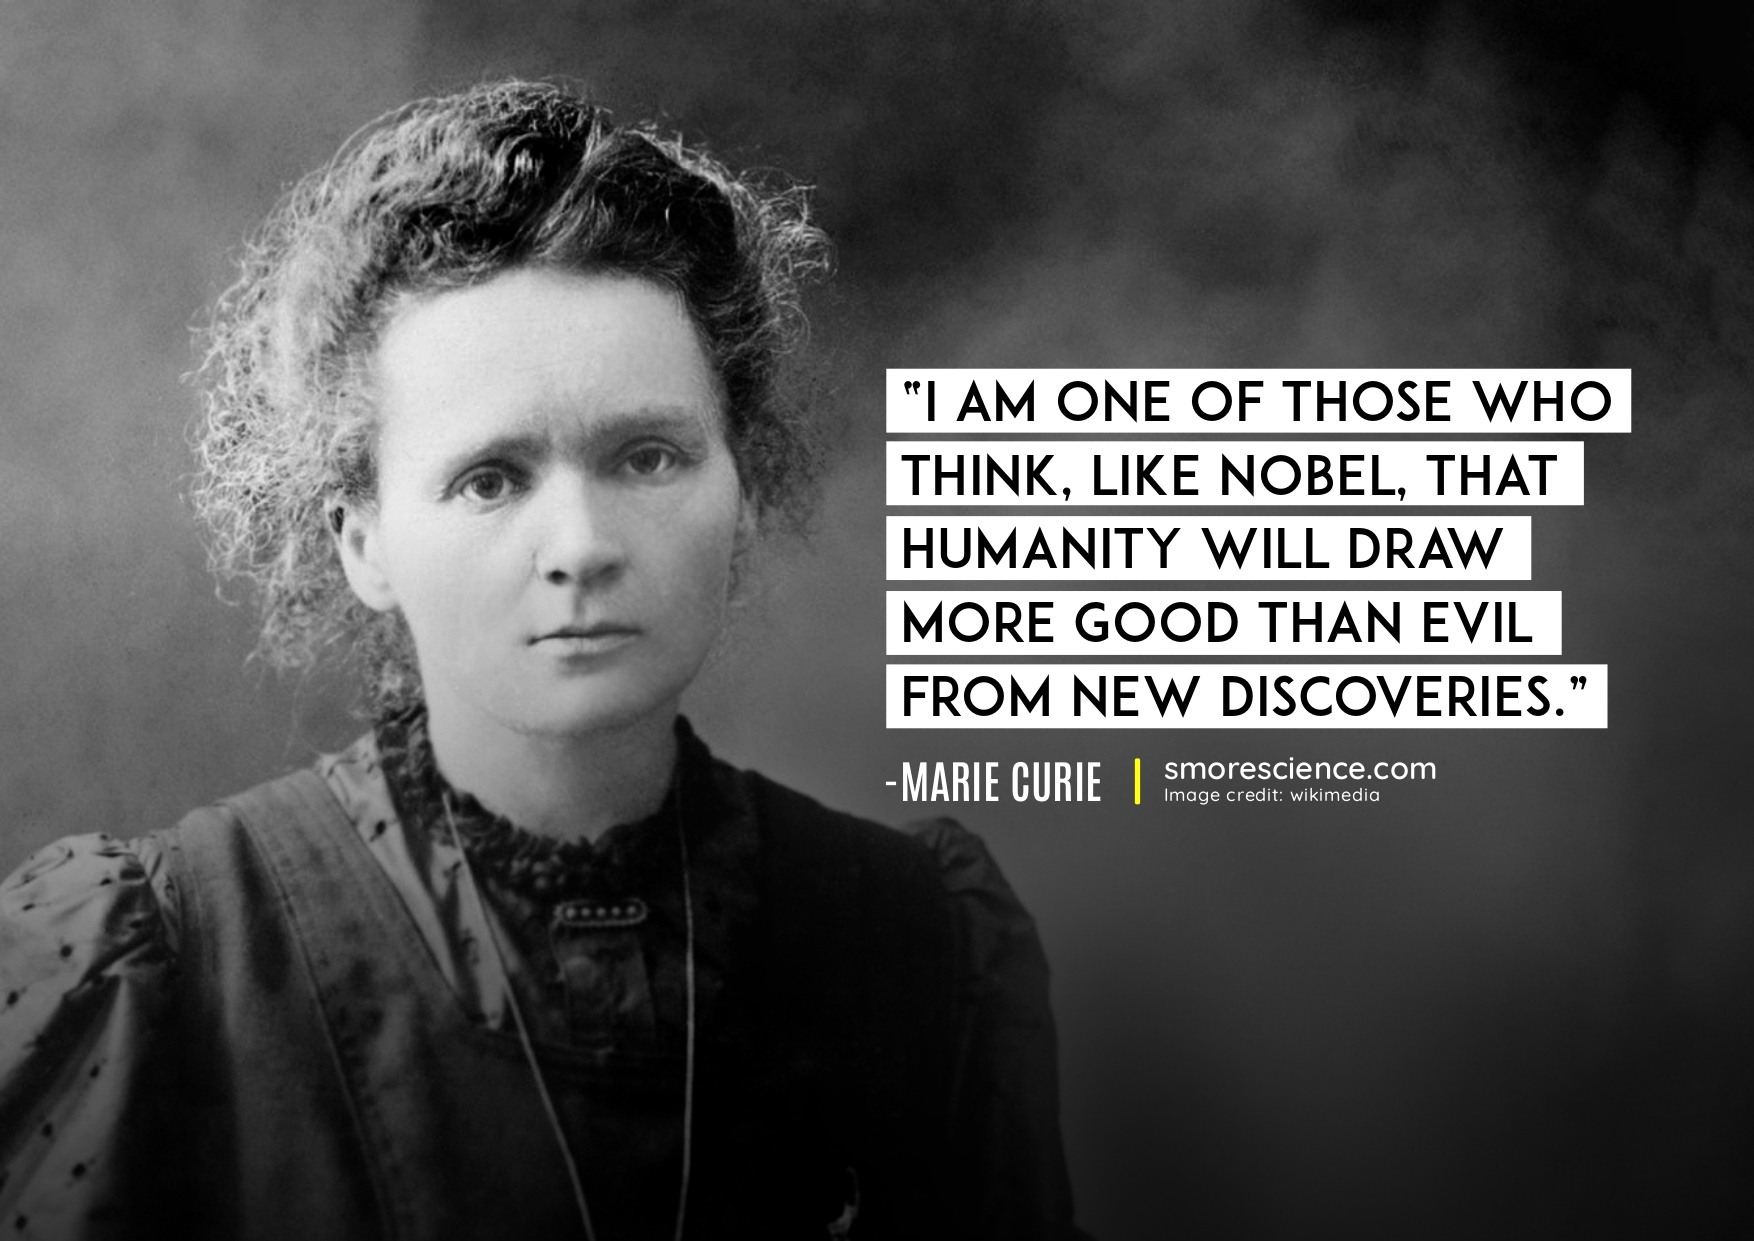 “I AM ONE OF THOSE WHO
THINK, LIKE NOBEL, THAT
HUMANITY WILL DRAW
MORE GOOD THAN EVIL
FROM NEW DISCOVERIES.”
-MARIE CURIE
smorescience.com
Image credit: wikimedia